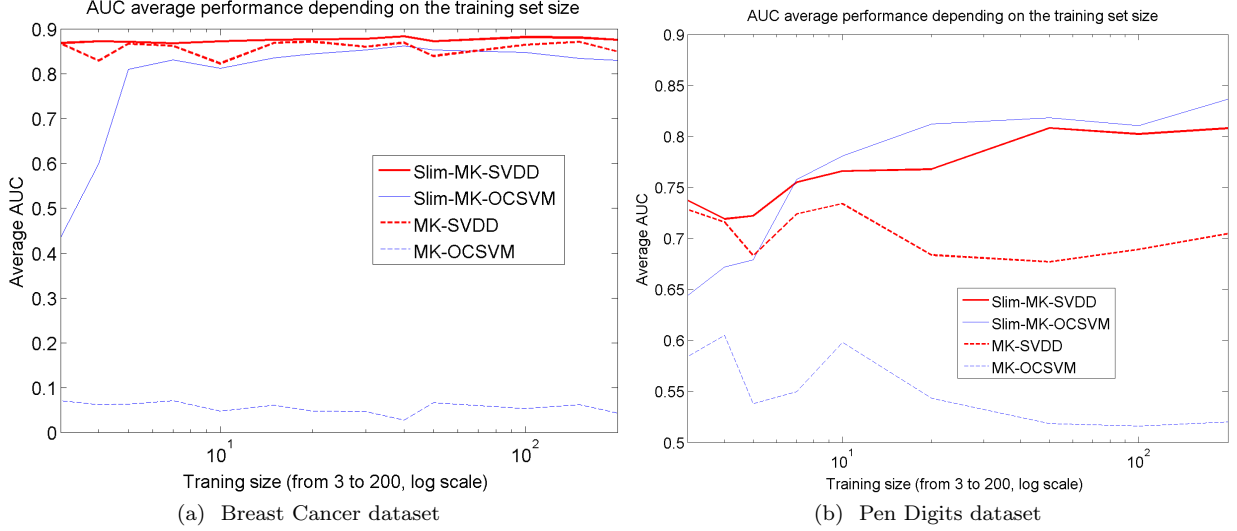 AUC average performance depending on the training set size
0.9
0.8
0.7
0.6
0.5
0.4
0.3
0.2
0.1
0
Average AUC
Slim-MK-SVDD
Slim-MK-OCSVM
MK-SVDD
MK-OCSVM
10^1
10^2
Traning size (from 3 to 200, log scale)
(a) Breast Cancer dataset
AUC average performance depending on the training set size
0.9
0.85
0.8
0.75
0.7
0.65
0.6
0.55
0.5
Average AUC
Slim-MK-SVDD
Slim-MK-OCSVM
MK-SVDD
MK-OCSVM
10^1
10^2
Training size (from 3 to 200, log scale)
(b) Pen Digits dataset